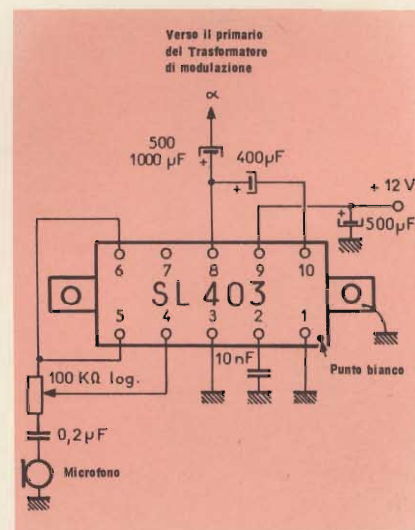 Verso il primario
del Trasformatore
di modulazione
α
500
1000 µF
+
400µF
+
+ 12 V
+
500µF
6 7 8 9 10
SL 403
5 4 3 2 1
10 nF
Punto bianco
100 KΩ log.
0,2µF
Microfono